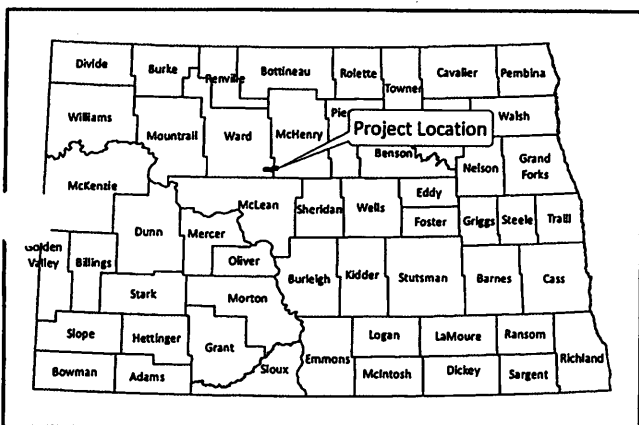 Divide
Burke
Renville
Bottineau
Rolette
Towner
Cavalier
Pembina
Williams
Mountrail
Ward
McHenry
Pie
Project Location
Walsh
Benson
Nelson
Grand
Forks
McKenzie
McLean
Sheridan
Wells
Eddy
Foster
Griggs
Steele
Traill
Dunn
Mercer
Oliver
Golden
Valley
Billings
Burleigh
Kidder
Stutsman
Barnes
Cass
Stark
Morton
Slope
Hettinger
Grant
Sioux
Emmons
Logan
LaMoure
Ransom
Richland
Bowman
Adams
McIntosh
Dickey
Sargent